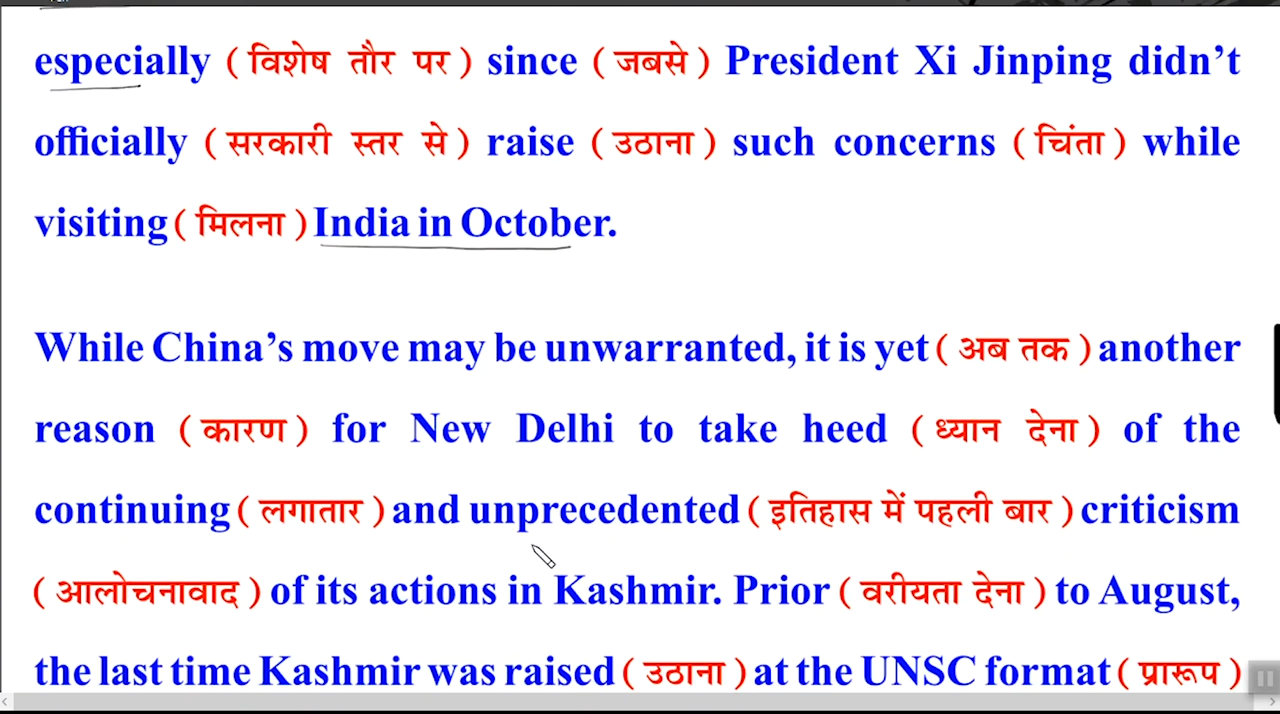 especially ( विशेष तौर पर ) since ( जबसे ) President Xi Jinping didn't
officially ( सरकारी स्तर से ) raise ( उठाना ) such concerns ( चिंता ) while
visiting ( मिलना ) India in October.
While China's move may be unwarranted, it is yet ( अब तक ) another
reason ( कारण ) for New Delhi to take heed ( ध्यान देना ) of the
continuing ( लगातार ) and unprecedented ( इतिहास में पहली बार ) criticism
( आलोचनावाद ) of its actions in Kashmir. Prior ( वरीयता देना ) to August,
the last time Kashmir was raised ( उठाना ) at the UNSC format ( प्रारूप )